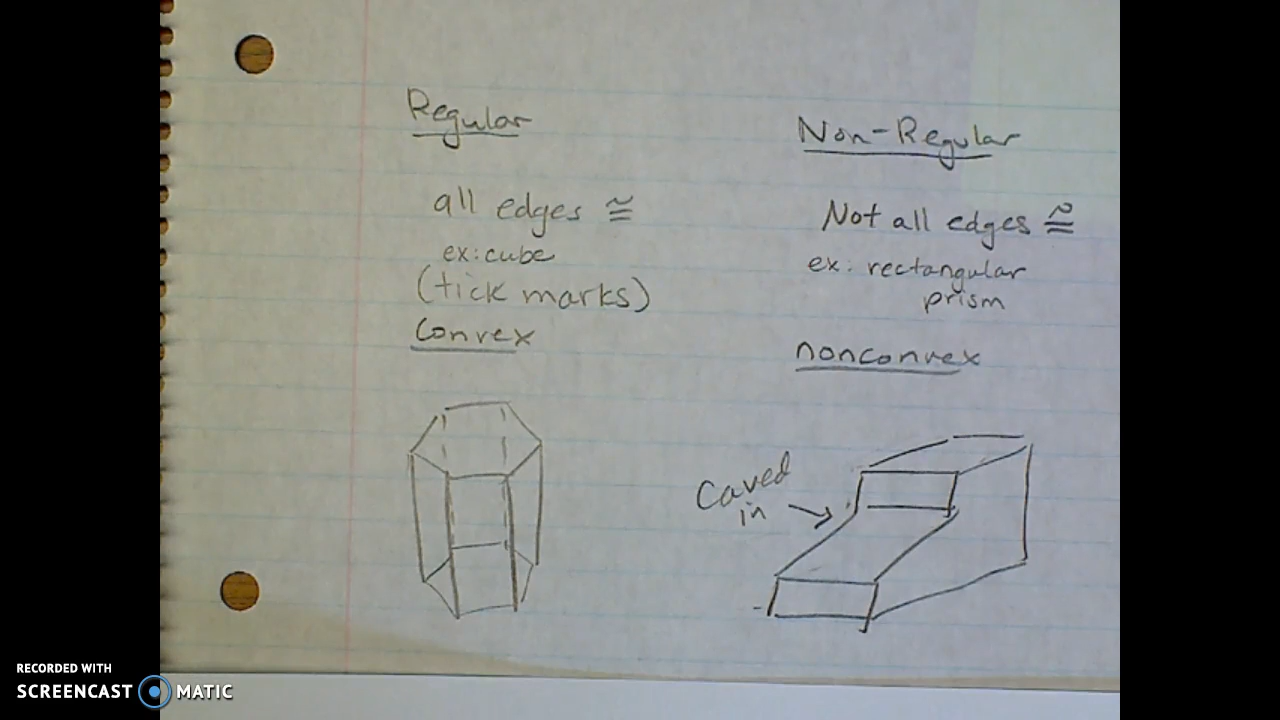 Regular
all edges ≅
ex: cube
(tick marks)
Convex
Non-Regular
Not all edges ≅
ex: rectangular
prism
nonconvex
Caved
in
RECORDED WITH
SCREENCAST MATIC